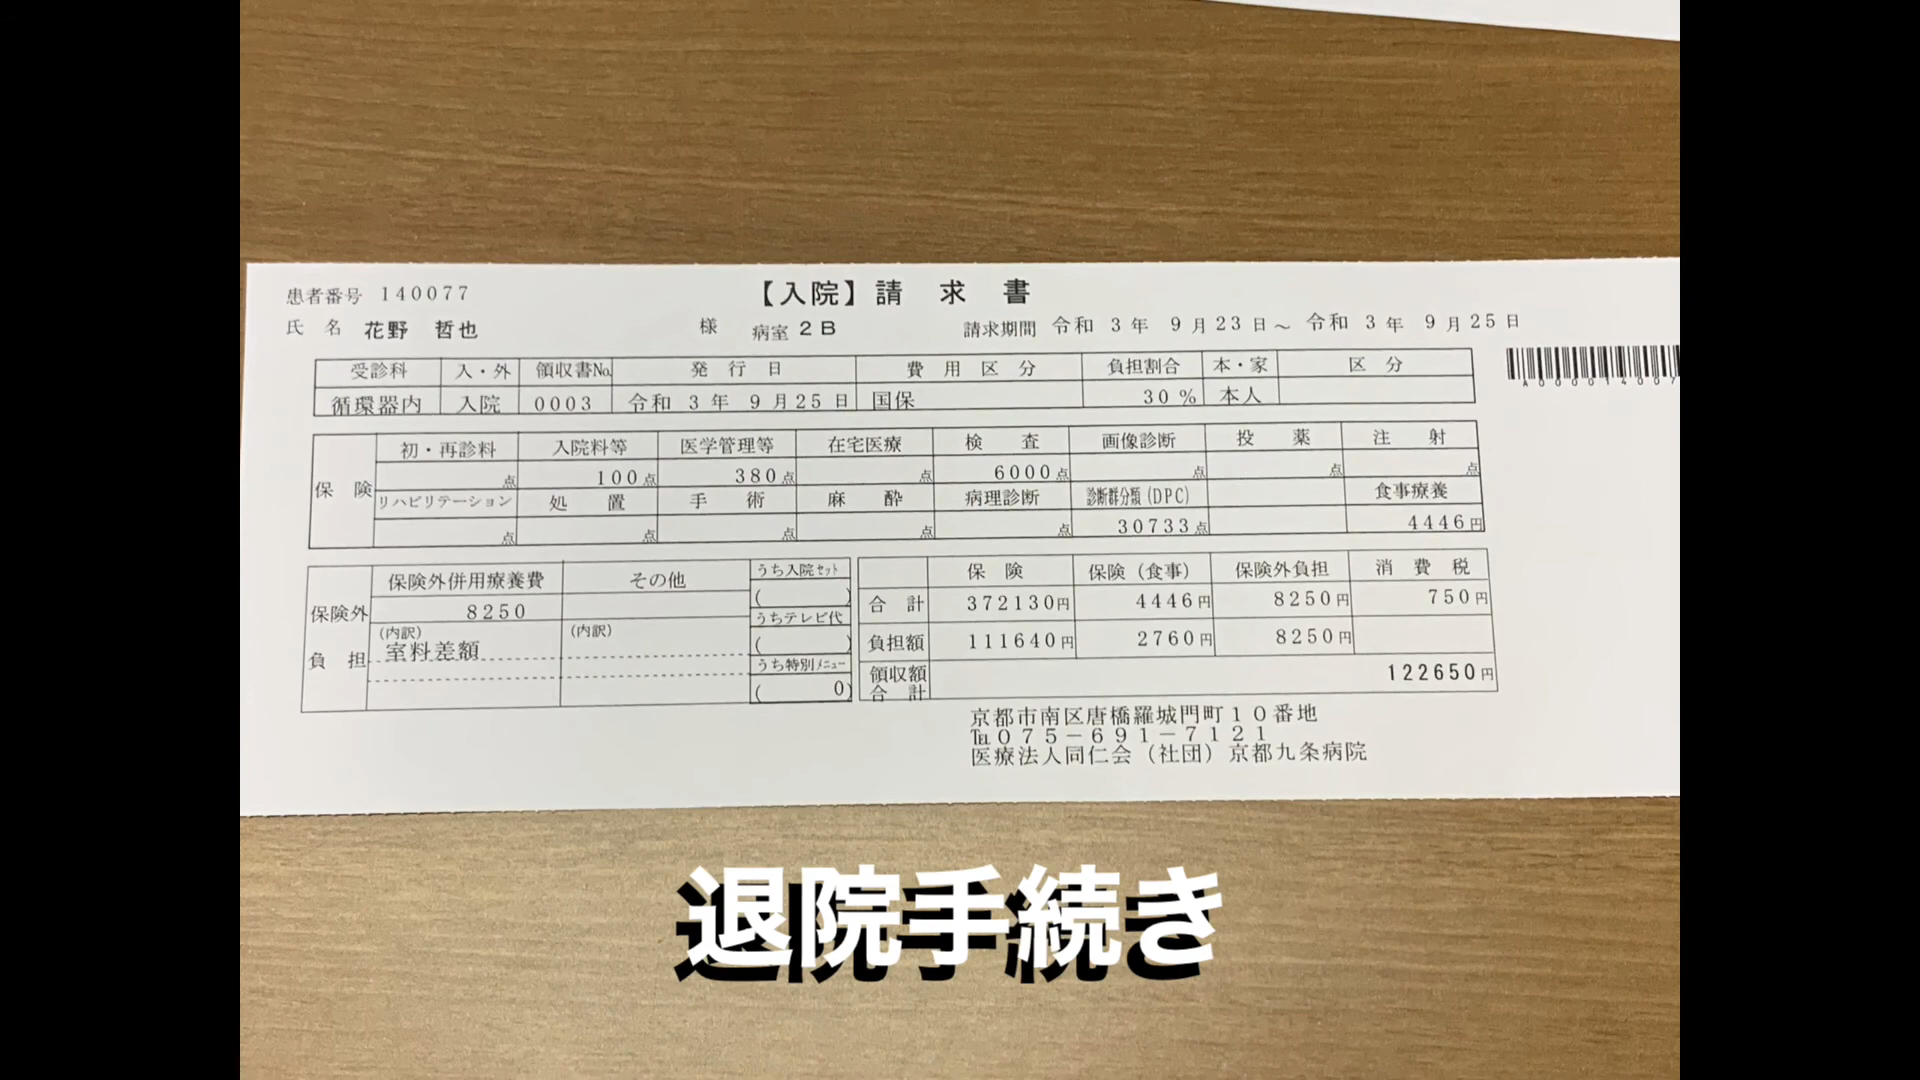 患者番号 140077
【入院】請 求 書
氏 名 花野 哲也 様 病室 2B 請求期間 令和 3年 9月23日～ 令和 3年 9月25日
受診科 入・外 領収書№ 発 行 日 費 用 区 分 負担割合 本・家 区 分
循環器内 入院 0003 令和 3年 9月25日 国保 30% 本人
A000014007
保 険
初・再診料 入院料等 医学管理等 在宅医療 検 査 画像診断 投 薬 注 射
点 100点 380点 点 6000点 点 点 点
リハビリテーション 処 置 手 術 麻 酔 病理診断 診断群分類(DPC) 食事療養
点 点 点 点 点 30733点 4446円
保険外
負 担
保険外併用療養費 その他 うち入院セット
8250 ( )
(内訳) (内訳) うちテレビ代
室料差額 ( )
うち特別メニュー
( 0)
保 険 保険(食事) 保険外負担 消 費 税
合 計 372130円 4446円 8250円 750円
負担額 111640円 2760円 8250円
領収額
合 計 122650円
京都市南区唐橋羅城門町10番地
℡075-691-7121
医療法人同仁会(社団)京都九条病院
退院手続き